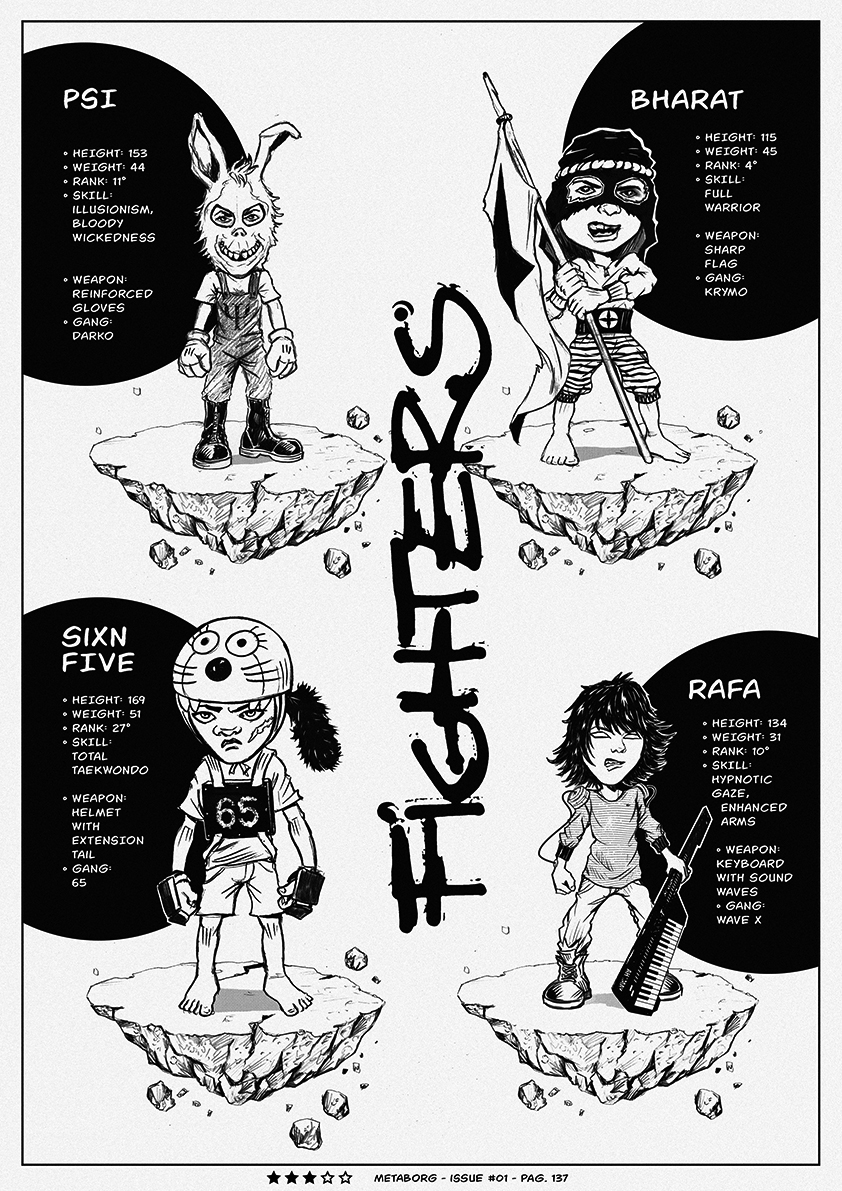 PSI
HEIGHT: 153
WEIGHT: 44
RANK: 11°
SKILL:
ILLUSIONISM,
BLOODY
WICKEDNESS
WEAPON:
REINFORCED
GLOVES
GANG:
DARKO
BHARAT
HEIGHT: 115
WEIGHT: 45
RANK: 4°
SKILL:
FULL
WARRIOR
WEAPON:
SHARP
FLAG
GANG:
KRYMO
FIGHTERS
SIXN
FIVE
HEIGHT: 169
WEIGHT: 51
RANK: 27°
SKILL:
TOTAL
TAEKWONDO
WEAPON:
HELMET
WITH
EXTENSION
TAIL
GANG:
65
65
RAFA
HEIGHT: 134
WEIGHT: 31
RANK: 10°
SKILL:
HYPNOTIC
GAZE,
ENHANCED
ARMS
WEAPON:
KEYBOARD
WITH SOUND
WAVES
GANG:
WAVE X
METABORG - ISSUE #01 - PAG. 137